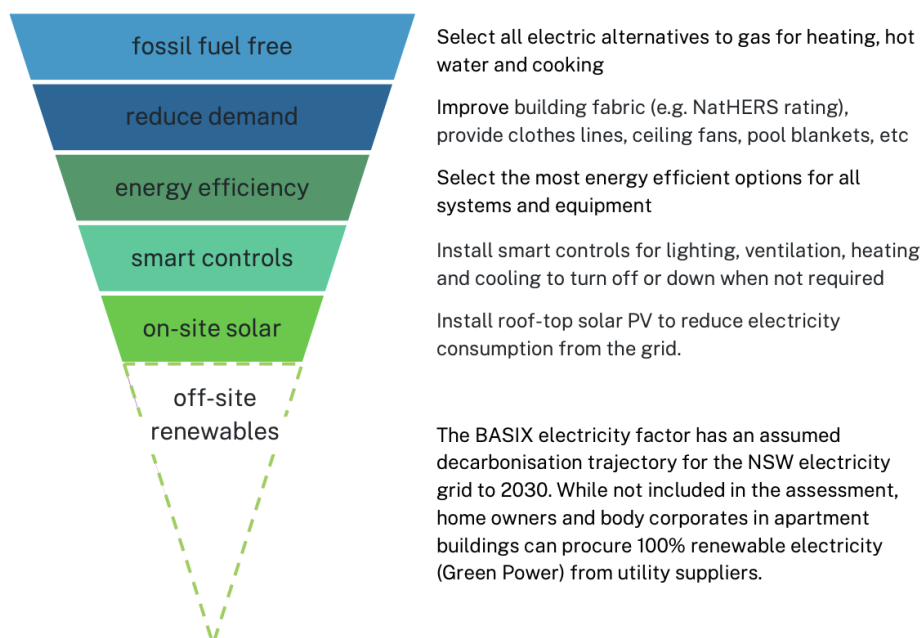 fossil fuel free
Select all electric alternatives to gas for heating, hot
water and cooking
reduce demand
Improve building fabric (e.g. NatHERS rating),
provide clothes lines, ceiling fans, pool blankets, etc
energy efficiency
Select the most energy efficient options for all
systems and equipment
smart controls
Install smart controls for lighting, ventilation, heating
and cooling to turn off or down when not required
on-site solar
Install roof-top solar PV to reduce electricity
consumption from the grid.
off-site
renewables
The BASIX electricity factor has an assumed
decarbonisation trajectory for the NSW electricity
grid to 2030. While not included in the assessment,
home owners and body corporates in apartment
buildings can procure 100% renewable electricity
(Green Power) from utility suppliers.